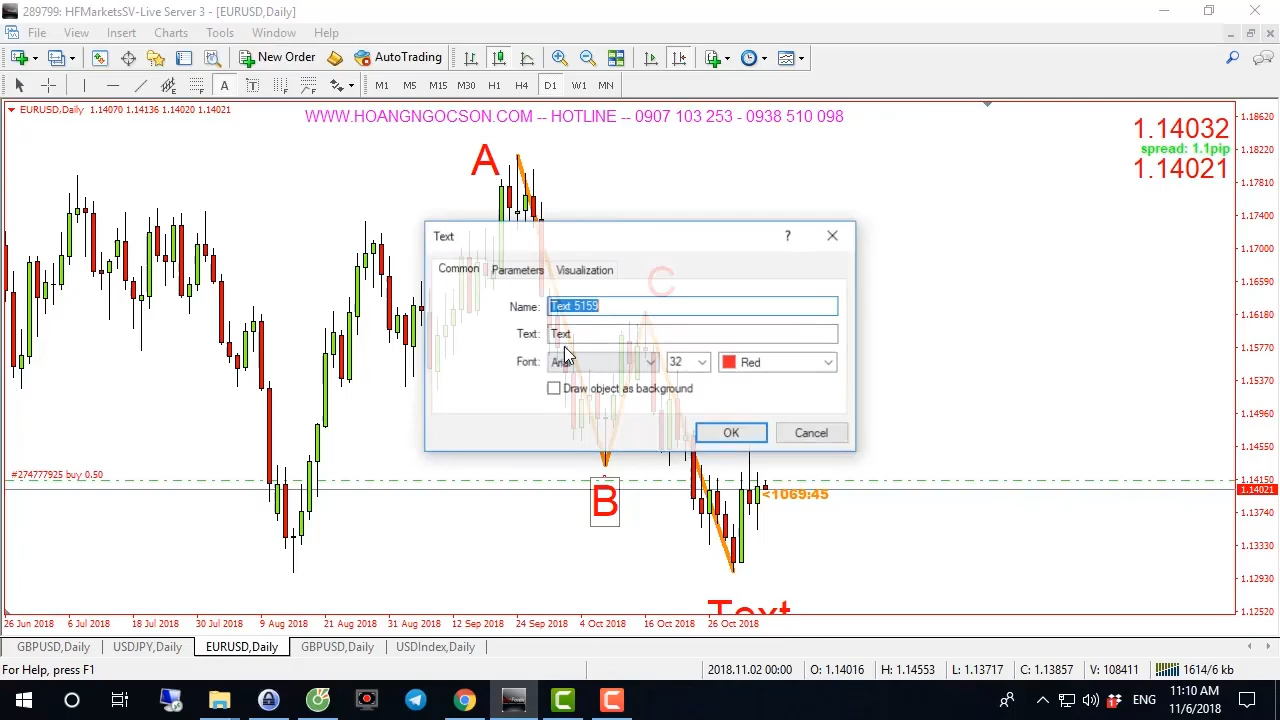 289799: HFMarketsSV-Live Server 3 - [EURUSD,Daily]
File View Insert Charts Tools Window Help
New Order AutoTrading
A T M1 M5 M15 M30 H1 H4 D1 W1 MN
EURUSD,Daily 1.14070 1.14136 1.14020 1.14021
WWW.HOANGNGOCSON.COM -- HOTLINE -- 0907 103 253 - 0938 510 098
1.14032
spread: 1.1pip
1.14021
1.18620
1.18220
1.17810
1.17400
1.17000
1.16590
1.16180
1.15770
1.15370
1.14960
1.14550
1.14150
1.14021
1.13740
1.13330
1.12930
1.12520
A
C
B
Text
Text ?
Common Parameters Visualization
Name: Text 5159
Text: Text
Font: Arial 32 Red
Draw object as background
OK Cancel
#274777925 buy 0.50
<1069:45
26 Jun 2018 6 Jul 2018 18 Jul 2018 30 Jul 2018 9 Aug 2018 21 Aug 2018 31 Aug 2018 12 Sep 2018 24 Sep 2018 4 Oct 2018 16 Oct 2018 26 Oct 2018
GBPUSD,Daily USDJPY,Daily EURUSD,Daily GBPUSD,Daily USDIndex,Daily
For Help, press F1 2018.11.02 00:00 O: 1.14016 H: 1.14553 L: 1.13717 C: 1.13857 V: 108411 1614/6 kb
ENG 11:10 AM
11/6/2018